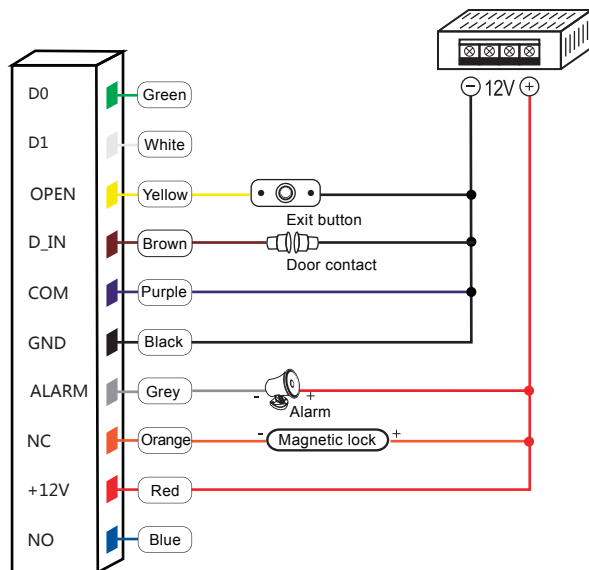 − 12V +
D0 Green
D1 White
OPEN Yellow
Exit button
D_IN Brown
Door contact
COM Purple
GND Black
ALARM Grey - +
Alarm
NC Orange - Magnetic lock +
+12V Red
NO Blue